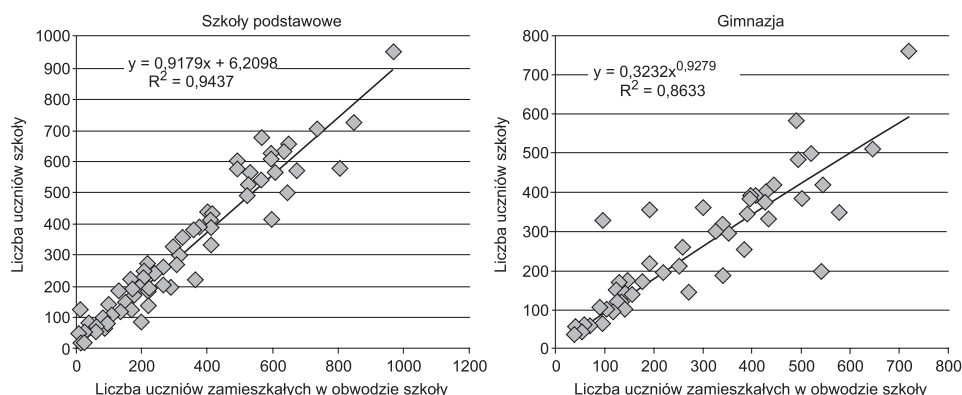 Szkoły podstawowe
Liczba uczniów szkoły
1000
900
800
700
600
500
400
300
200
100
0
y = 0,9179x + 6,2098
R² = 0,9437
0 200 400 600 800 1000 1200
Liczba uczniów zamieszkałych w obwodzie szkoły
Gimnazja
Liczba uczniów szkoły
800
700
600
500
400
300
200
100
0
y = 0,3232x^0,9279
R² = 0,8633
0 100 200 300 400 500 600 700 800
Liczba uczniów zamieszkałych w obwodzie szkoły